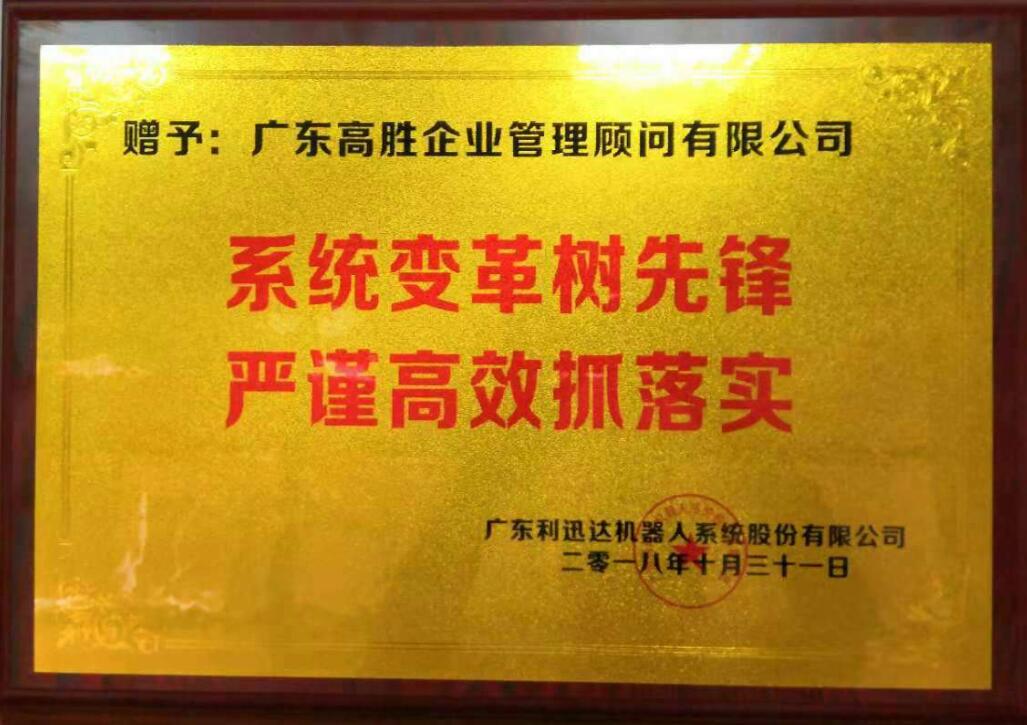 赠予：广东高胜企业管理顾问有限公司
系统变革树先锋
严谨高效抓落实
广东利迅达机器人系统股份有限公司
二零一八年十月三十一日